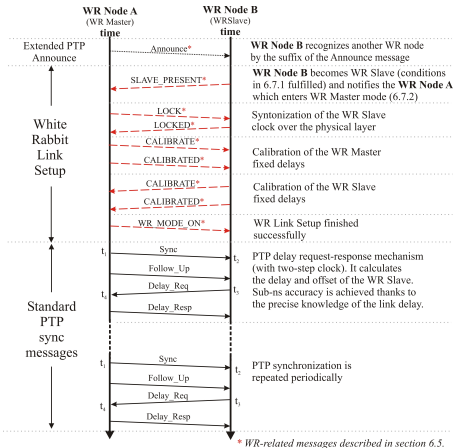 WR Node A
(WR Master)
time
WR Node B
(WRSlave)
time
Extended PTP
Announce
Announce*
WR Node B recognizes another WR node
by the suffix of the Announce message
SLAVE_PRESENT*
WR Node B becomes WR Slave (conditions
in 6.7.1 fulfilled) and notifies the WR Node A
which enters WR Master mode (6.7.2)
White
Rabbit
Link
Setup
LOCK*
LOCKED*
Syntonization of the WR Slave
clock over the physical layer
CALIBRATE*
CALIBRATED*
Calibration of the WR Master
fixed delays
CALIBRATE*
CALIBRATED*
Calibration of the WR Slave
fixed delays
WR_MODE_ON*
WR Link Setup finished
successfully
Standard
PTP
sync
messages
t1
Sync
t2
Follow_Up
t4
Delay_Req
t3
Delay_Resp
PTP delay request-response mechanism
(with two-step clock). It calculates
the delay and offset of the WR Slave.
Sub-ns accuracy is achieved thanks to
the precise knowledge of the link delay.
t1
Sync
t2
Follow_Up
t4
Delay_Req
t3
Delay_Resp
PTP synchronization is
repeated periodically
* WR-related messages described in section 6.5.